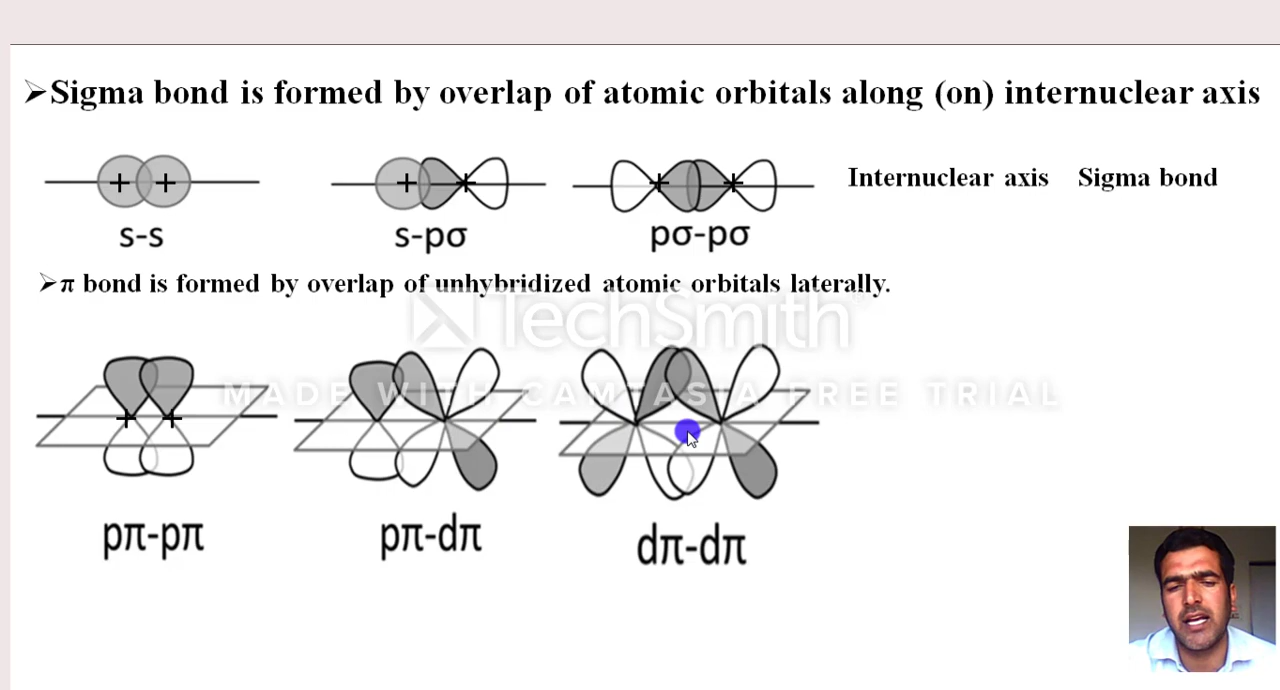 ➢Sigma bond is formed by overlap of atomic orbitals along (on) internuclear axis
Internuclear axis Sigma bond
s-s s-pσ pσ-pσ
➢π bond is formed by overlap of unhybridized atomic orbitals laterally.
TechSmith®
MADE WITH CAMTASIA FREE TRIAL
pπ-pπ pπ-dπ dπ-dπ